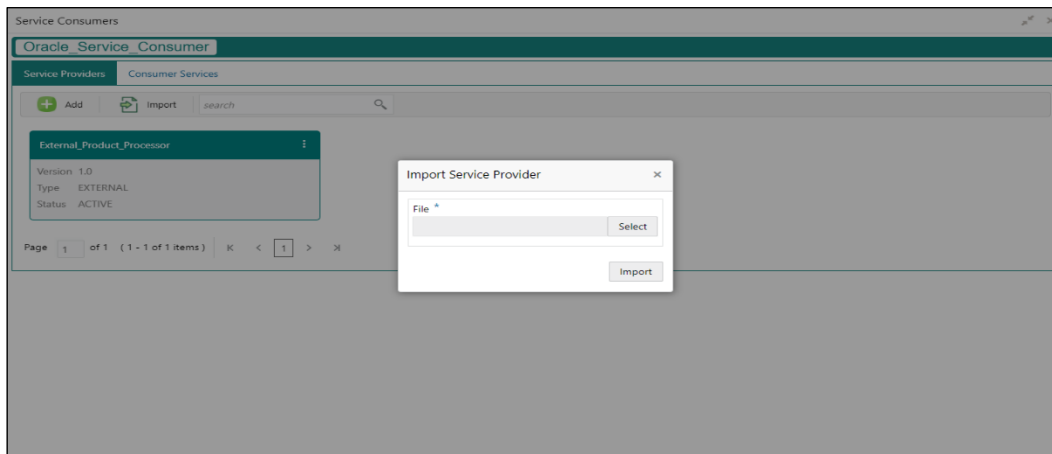 Service Consumers
Oracle_Service_Consumer
Service Providers Consumer Services
Add Import search
External_Product_Processor
Version 1.0
Type EXTERNAL
Status ACTIVE
Page 1 of 1 (1 - 1 of 1 items) 1
Import Service Provider
File *
Select
Import